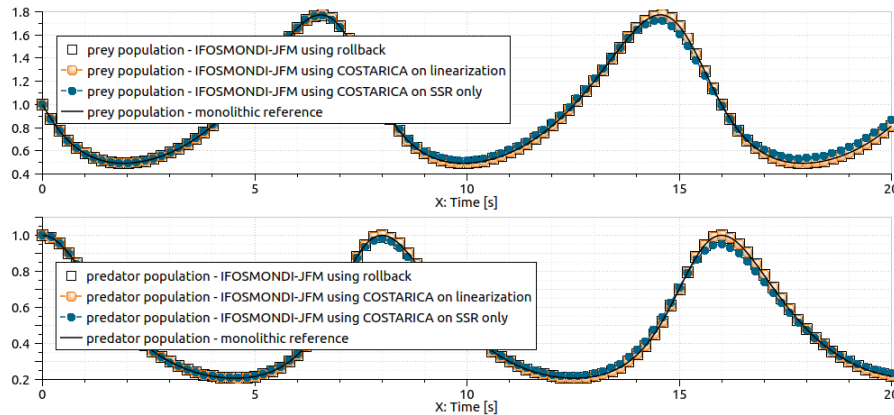 1.8
1.6
1.4
1.2
1.0
0.8
0.6
0.4
prey population - IFOSMONDI-JFM using rollback
prey population - IFOSMONDI-JFM using COSTARICA on linearization
prey population - IFOSMONDI-JFM using COSTARICA on SSR only
prey population - monolithic reference
0 5 10 15 20
X: Time [s]
1.0
0.8
0.6
0.4
0.2
predator population - IFOSMONDI-JFM using rollback
predator population - IFOSMONDI-JFM using COSTARICA on linearization
predator population - IFOSMONDI-JFM using COSTARICA on SSR only
predator population - monolithic reference
0 5 10 15 20
X: Time [s]